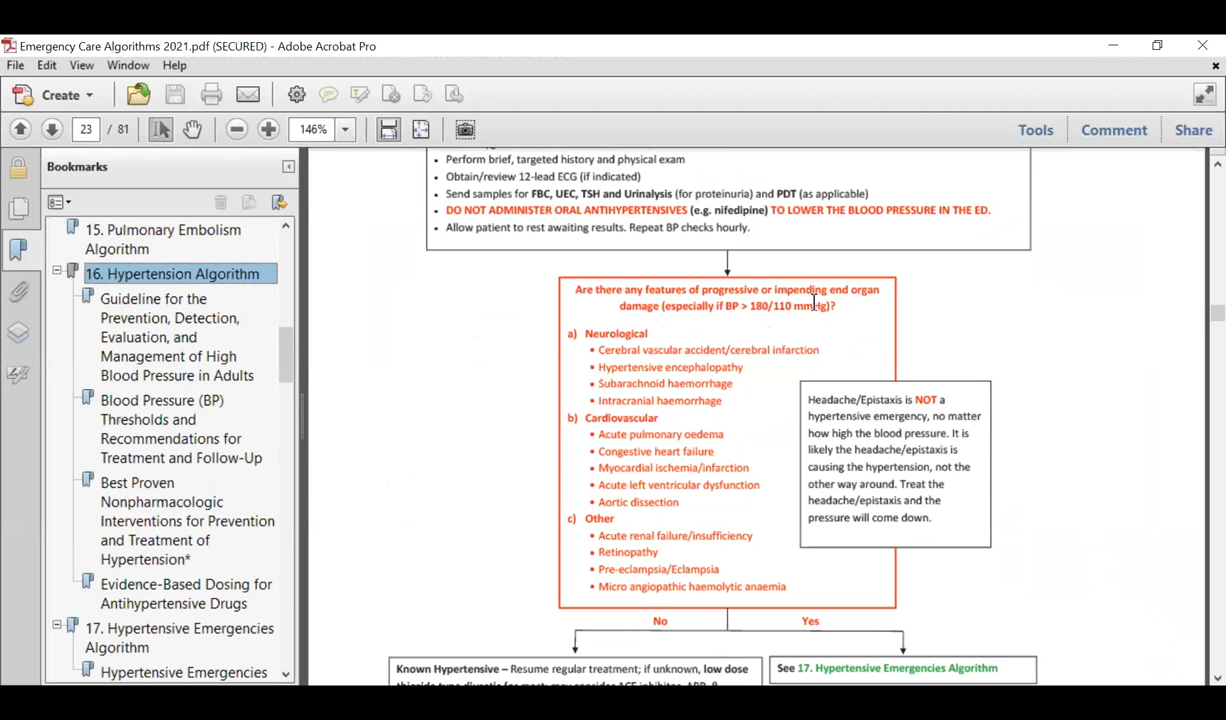 Emergency Care Algorithms 2021.pdf (SECURED) - Adobe Acrobat Pro
File Edit View Window Help
Create
23 / 81
146%
Tools Comment Share
Bookmarks
15. Pulmonary Embolism
Algorithm
16. Hypertension Algorithm
Guideline for the
Prevention, Detection,
Evaluation, and
Management of High
Blood Pressure in Adults
Blood Pressure (BP)
Thresholds and
Recommendations for
Treatment and Follow-Up
Best Proven
Nonpharmacologic
Interventions for Prevention
and Treatment of
Hypertension*
Evidence-Based Dosing for
Antihypertensive Drugs
17. Hypertensive Emergencies
Algorithm
Hypertensive Emergencies
• Perform brief, targeted history and physical exam
• Obtain/review 12-lead ECG (if indicated)
• Send samples for FBC, UEC, TSH and Urinalysis (for proteinuria) and PDT (as applicable)
• DO NOT ADMINISTER ORAL ANTIHYPERTENSIVES (e.g. nifedipine) TO LOWER THE BLOOD PRESSURE IN THE ED.
• Allow patient to rest awaiting results. Repeat BP checks hourly.
Are there any features of progressive or impending end organ
damage (especially if BP > 180/110 mmHg)?
a) Neurological
• Cerebral vascular accident/cerebral infarction
• Hypertensive encephalopathy
• Subarachnoid haemorrhage
• Intracranial haemorrhage
b) Cardiovascular
• Acute pulmonary oedema
• Congestive heart failure
• Myocardial ischemia/infarction
• Acute left ventricular dysfunction
• Aortic dissection
c) Other
• Acute renal failure/insufficiency
• Retinopathy
• Pre-eclampsia/Eclampsia
• Micro angiopathic haemolytic anaemia
Headache/Epistaxis is NOT a
hypertensive emergency, no matter
how high the blood pressure. It is
likely the headache/epistaxis is
causing the hypertension, not the
other way around. Treat the
headache/epistaxis and the
pressure will come down.
No Yes
Known Hypertensive – Resume regular treatment; if unknown, low dose
See 17. Hypertensive Emergencies Algorithm